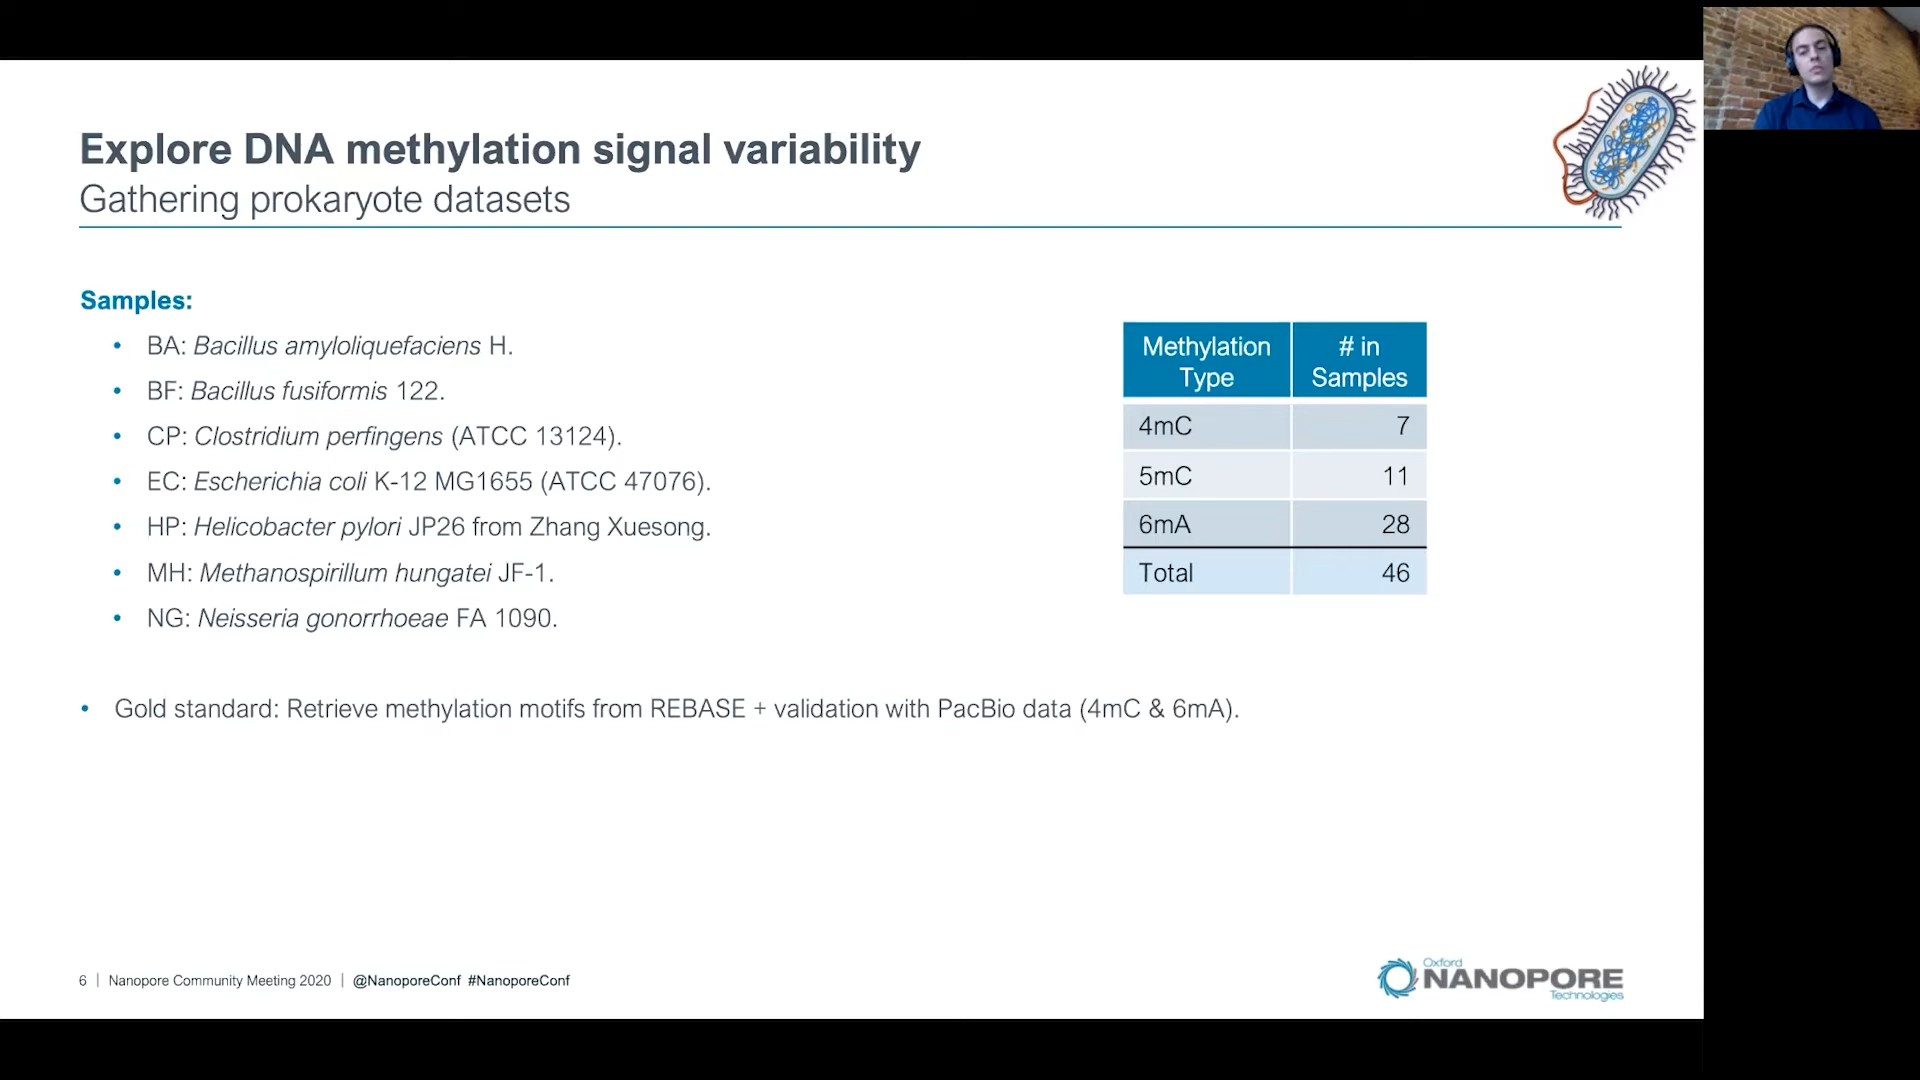 Explore DNA methylation signal variability
Gathering prokaryote datasets
Samples:
• BA: Bacillus amyloliquefaciens H.
• BF: Bacillus fusiformis 122.
• CP: Clostridium perfingens (ATCC 13124).
• EC: Escherichia coli K-12 MG1655 (ATCC 47076).
• HP: Helicobacter pylori JP26 from Zhang Xuesong.
• MH: Methanospirillum hungatei JF-1.
• NG: Neisseria gonorrhoeae FA 1090.
Methylation Type # in Samples
4mC 7
5mC 11
6mA 28
Total 46
• Gold standard: Retrieve methylation motifs from REBASE + validation with PacBio data (4mC & 6mA).
6 | Nanopore Community Meeting 2020 | @NanoporeConf #NanoporeConf
Oxford
NANOPORE
Technologies